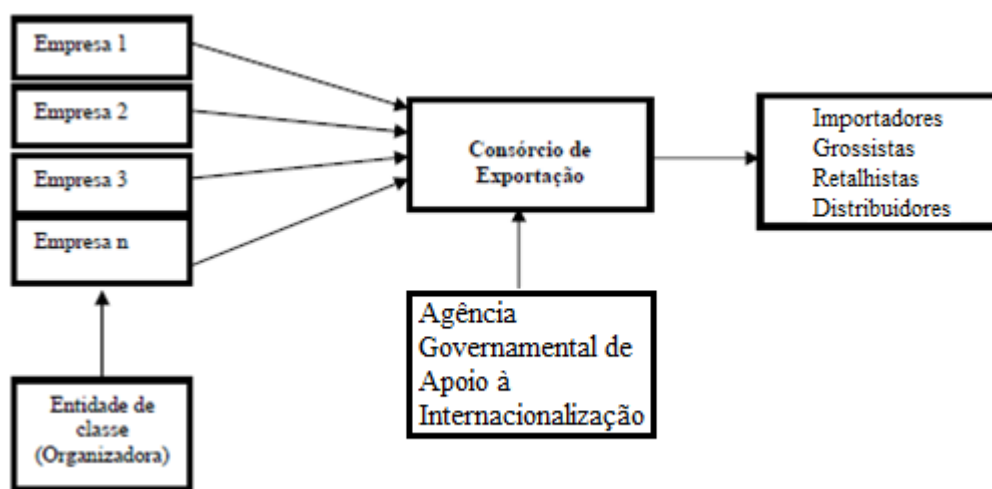 Empresa 1
Empresa 2
Empresa 3
Empresa n
Entidade de
classe
(Organizadora)
Consórcio de
Exportação
Agência
Governamental de
Apoio à
Internacionalização
Importadores
Grossistas
Retalhistas
Distribuidores